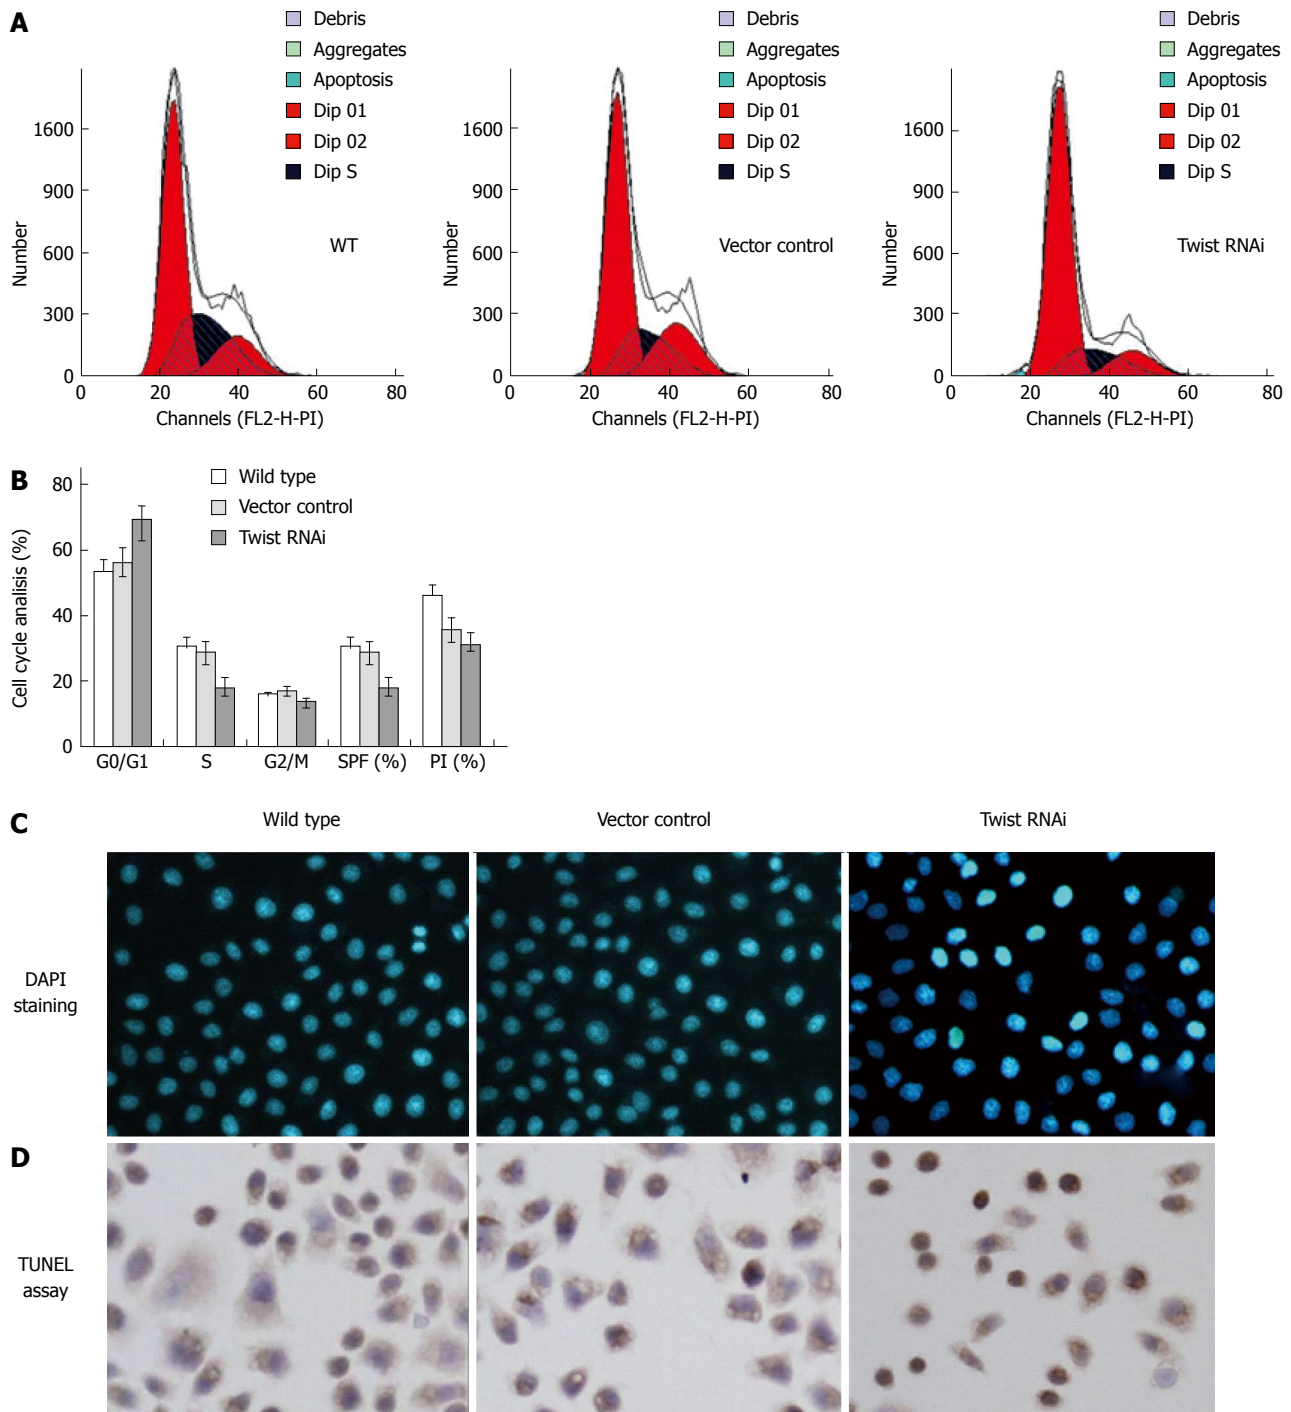 A
Debris
Aggregates
Apoptosis
Dip 01
Dip 02
Dip S
1600
900
600
300
0
Number
WT
0 20 40 60 80
Channels (FL2-H-PI)
Debris
Aggregates
Apoptosis
Dip 01
Dip 02
Dip S
1600
900
600
300
0
Number
Vector control
0 20 40 60 80
Channels (FL2-H-PI)
Debris
Aggregates
Apoptosis
Dip 01
Dip 02
Dip S
1600
900
600
300
0
Number
Twist RNAi
0 20 40 60 80
Channels (FL2-H-PI)
B
Wild type
Vector control
Twist RNAi
80
60
40
20
0
Cell cycle analisis (%)
G0/G1 S G2/M SPF (%) PI (%)
C
Wild type Vector control Twist RNAi
DAPI
staining
D
TUNEL
assay